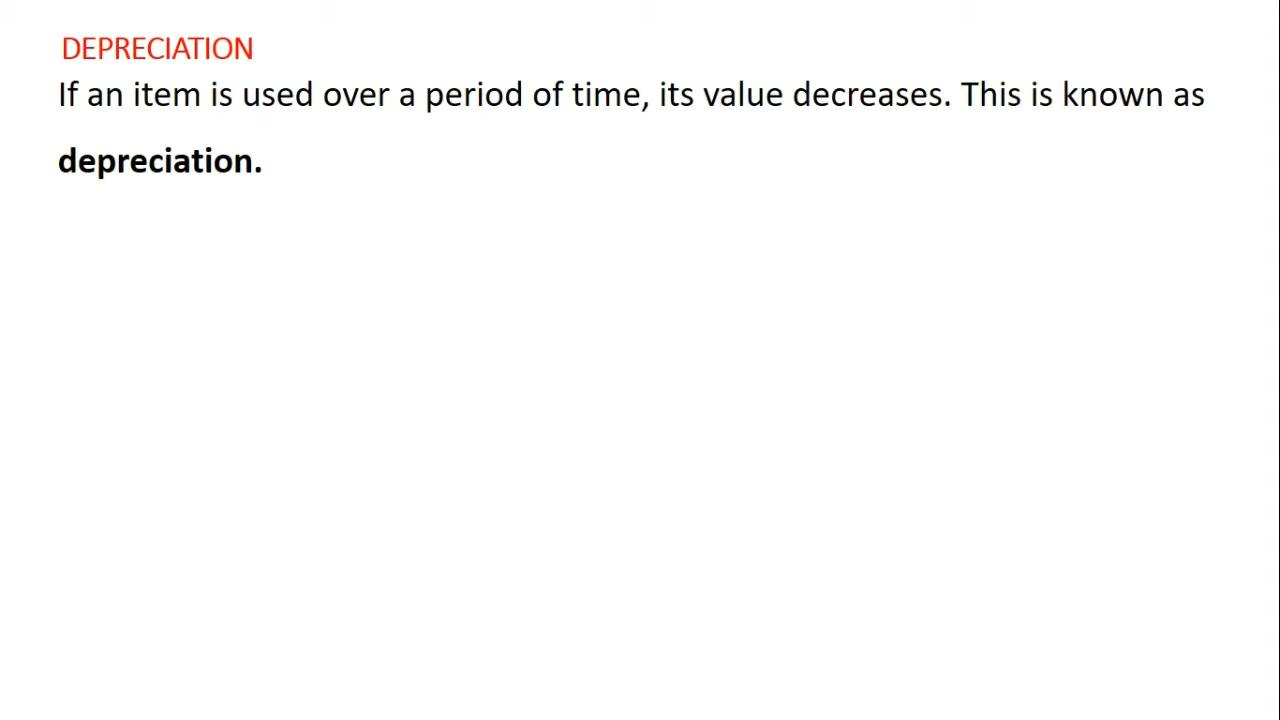 DEPRECIATION
If an item is used over a period of time, its value decreases. This is known as
depreciation.